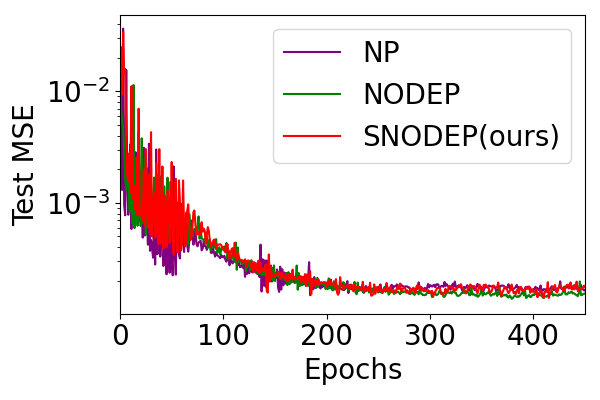 Test MSE
10⁻²
10⁻³
NP
NODEP
SNODEP(ours)
0 100 200 300 400
Epochs